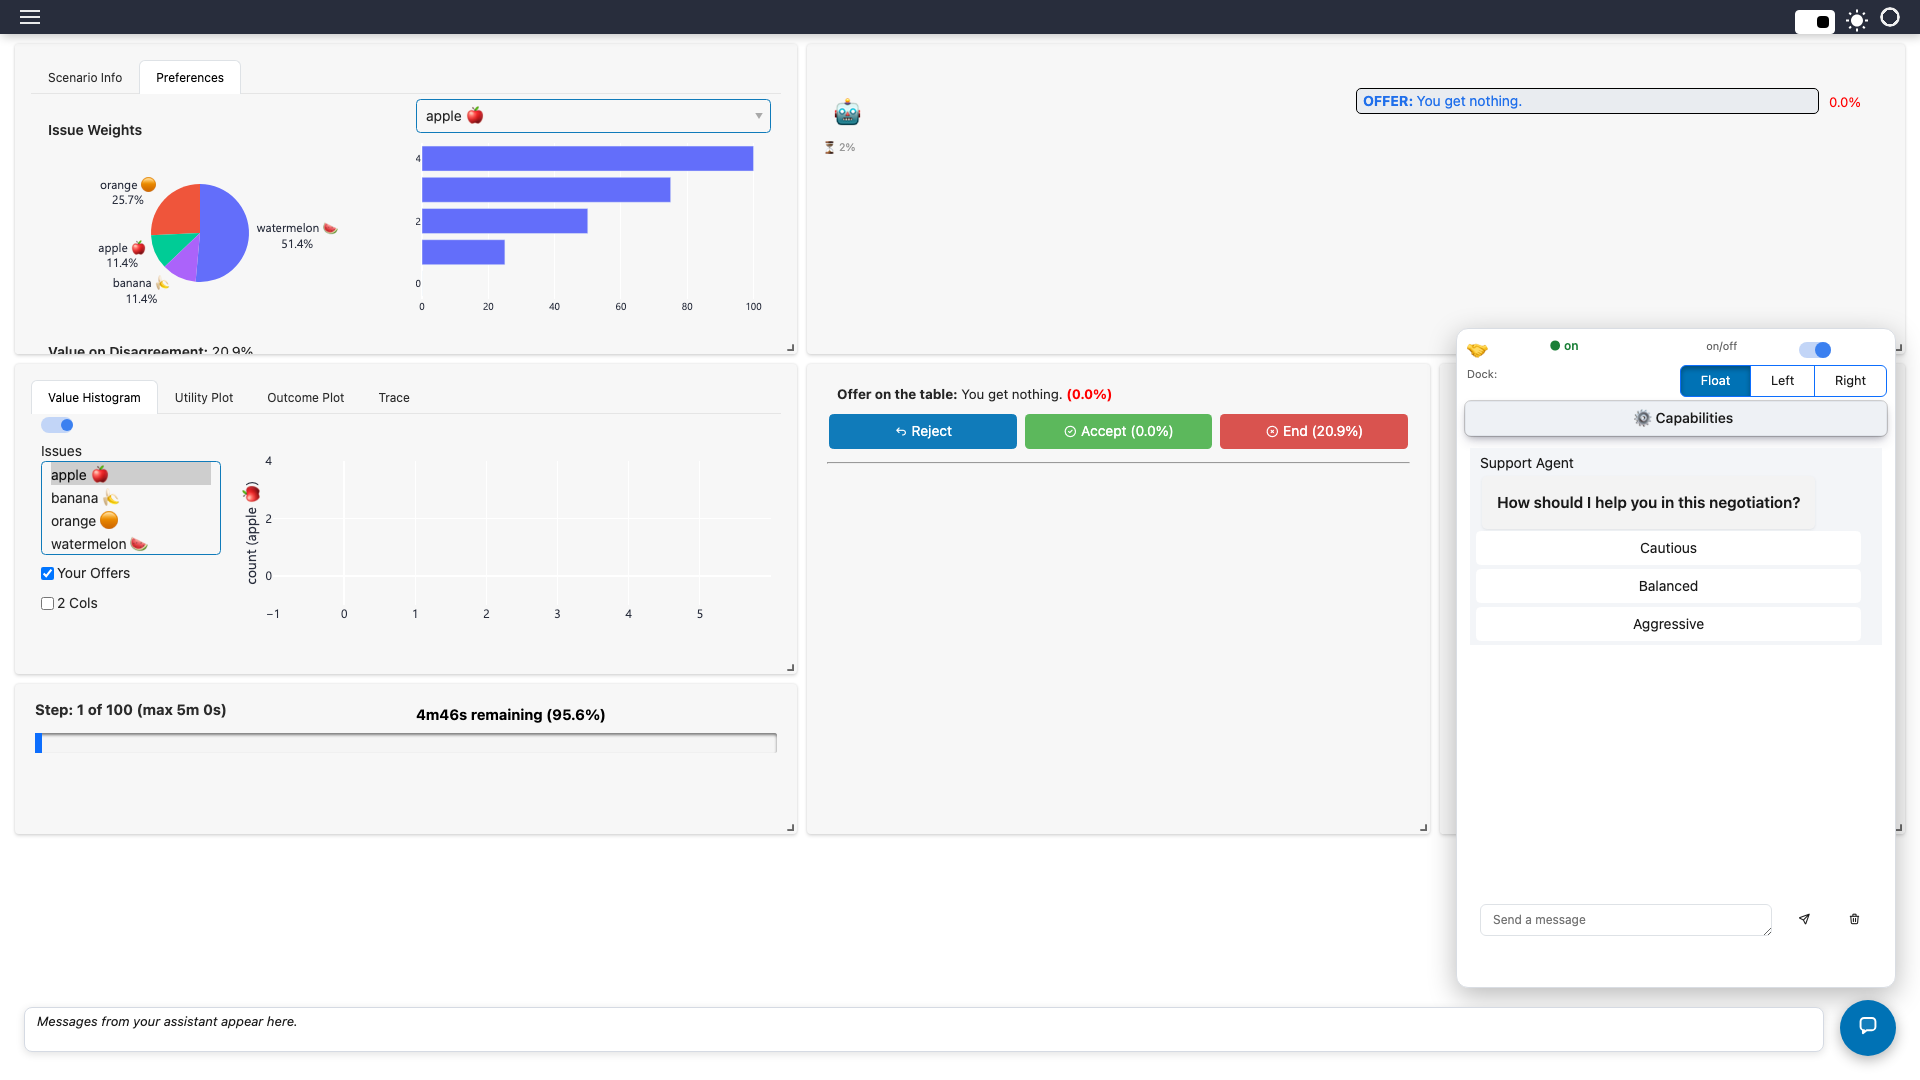 Scenario Info
Preferences
Issue Weights
apple 🍎
orange 🟠
25.7%
watermelon 🍉
51.4%
apple 🍎
11.4%
banana 🍌
11.4%
4
2
0
0
20
40
60
80
100
Value on Disagreement: 20.9%
⏳ 2%
OFFER: You get nothing.
0.0%
Value Histogram
Utility Plot
Outcome Plot
Trace
Issues
apple 🍎
banana 🍌
orange 🟠
watermelon 🍉
Your Offers
2 Cols
count (apple 🍎)
4
2
0
−1
0
1
2
3
4
5
Step: 1 of 100 (max 5m 0s)
4m46s remaining (95.6%)
Offer on the table: You get nothing. (0.0%)
Reject
Accept (0.0%)
End (20.9%)
on
on/off
Dock:
Float
Left
Right
⚙️ Capabilities
Support Agent
How should I help you in this negotiation?
Cautious
Balanced
Aggressive
Send a message
Messages from your assistant appear here.